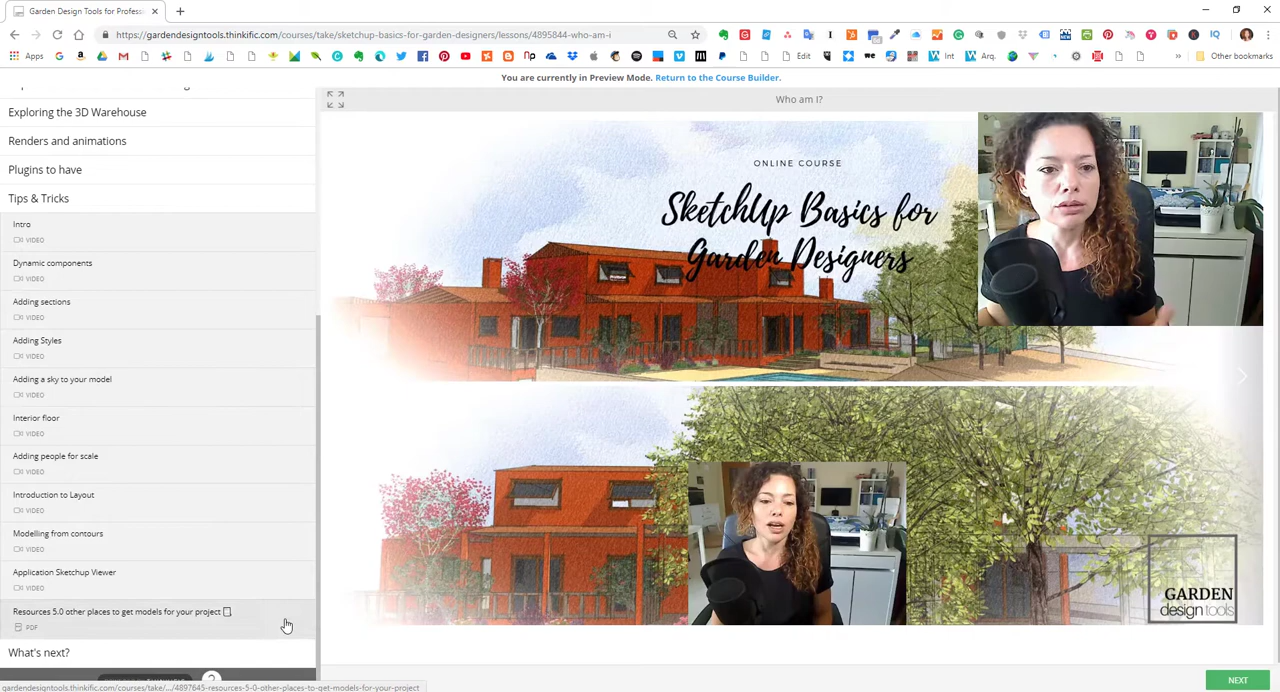 Garden Design Tools for Profess
https://gardendesigntools.thinkific.com/courses/take/sketchup-basics-for-garden-designers/lessons/4895844-who-am-i
Apps
Edit
Int
Arq.
Other bookmarks
You are currently in Preview Mode. Return to the Course Builder.
Who am I?
Exploring the 3D Warehouse
Renders and animations
Plugins to have
Tips & Tricks
Intro
VIDEO
Dynamic components
VIDEO
Adding sections
VIDEO
Adding Styles
VIDEO
Adding a sky to your model
VIDEO
Interior floor
VIDEO
Adding people for scale
VIDEO
Introduction to Layout
VIDEO
Modelling from contours
VIDEO
Application Sketchup Viewer
VIDEO
Resources 5.0 other places to get models for your project
PDF
What's next?
ONLINE COURSE
SketchUp Basics for
Garden Designers
GARDEN
design tools
NEXT
gardendesigntools.thinkific.com/courses/take/.../4897645-resources-5-0-other-places-to-get-models-for-your-project